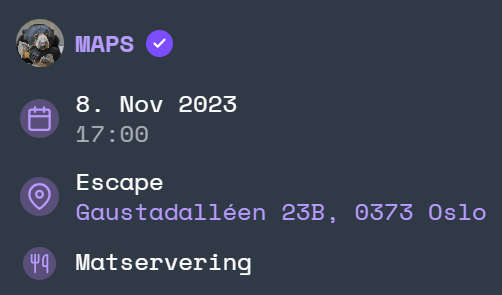 MAPS
8. Nov 2023
17:00
Escape
Gaustadalléen 23B, 0373 Oslo
Matservering